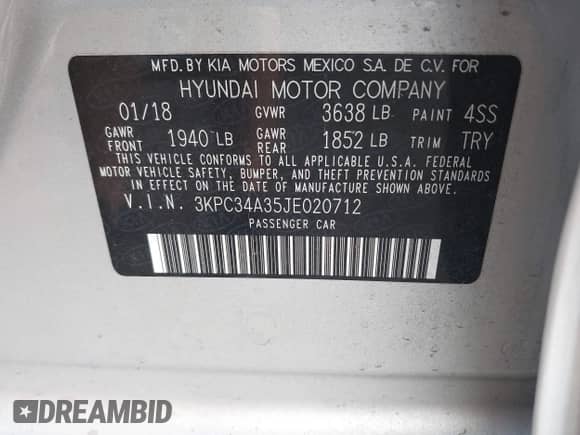 MFD. BY KIA MOTORS MEXICO S.A. DE C.V. FOR
HYUNDAI MOTOR COMPANY
01/18 GVWR 3638 LB PAINT 4SS
GAWR FRONT 1940 LB GAWR REAR 1852 LB TRIM TRY
THIS VEHICLE CONFORMS TO ALL APPLICABLE U.S.A. FEDERAL
MOTOR VEHICLE SAFETY, BUMPER, AND THEFT PREVENTION STANDARDS
IN EFFECT ON THE DATE OF MANUFACTURE SHOWN ABOVE
V.I.N. 3KPC34A35JE020712
PASSENGER CAR
DREAMBID